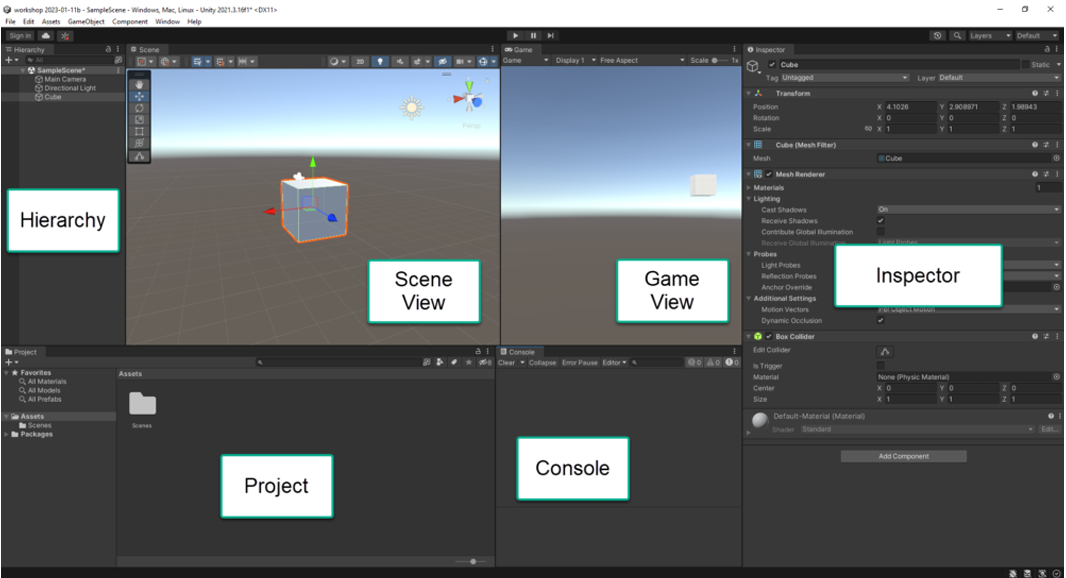 workshop 2023-01-11b - SampleScene - Windows, Mac, Linux - Unity 2021.3.16f1* <DX11>
File Edit Assets GameObject Component Window Help
Sign in
Layers Default
Hierarchy
All
SampleScene*
Main Camera
Directional Light
Cube
Hierarchy
Scene
2D
Persp
Scene
View
Game
Game Display 1 Free Aspect Scale 1x
Game
View
Inspector
Cube Static
Tag Untagged Layer Default
Transform
Position X 4.1026 Y 2.908971 Z 1.98943
Rotation X 0 Y 0 Z 0
Scale X 1 Y 1 Z 1
Cube (Mesh Filter)
Mesh Cube
Mesh Renderer
Materials 1
Lighting
Cast Shadows On
Receive Shadows
Contribute Global Illumination
Receive Global Illumination Light Probes
Probes
Light Probes
Reflection Probes
Anchor Override
Inspector
Additional Settings
Motion Vectors Per Object Motion
Dynamic Occlusion
Box Collider
Edit Collider
Is Trigger
Material None (Physic Material)
Center X 0 Y 0 Z 0
Size X 1 Y 1 Z 1
Default-Material (Material)
Shader Standard Edit...
Add Component
Project
8
Favorites
All Materials
All Models
All Prefabs
Assets
Scenes
Packages
Assets
Scenes
Project
Console
Clear Collapse Error Pause Editor 0 0 0
Console